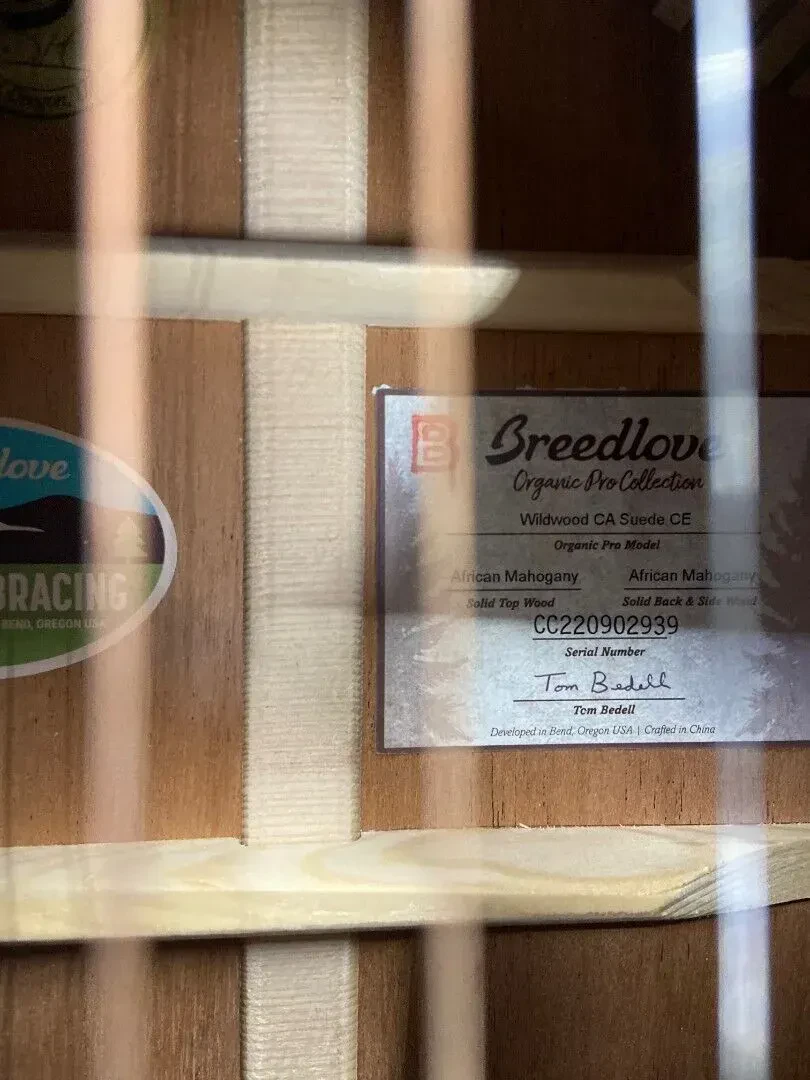 Oregon
love
BRACING
BEND, OREGON USA
B
Breedlove
Organic Pro Collection
Wildwood CA Suede CE
Organic Pro Model
African Mahogany African Mahogany
Solid Top Wood Solid Back & Side Wood
CC220902939
Serial Number
Tom Bedell
Tom Bedell
Developed in Bend, Oregon USA | Crafted in China